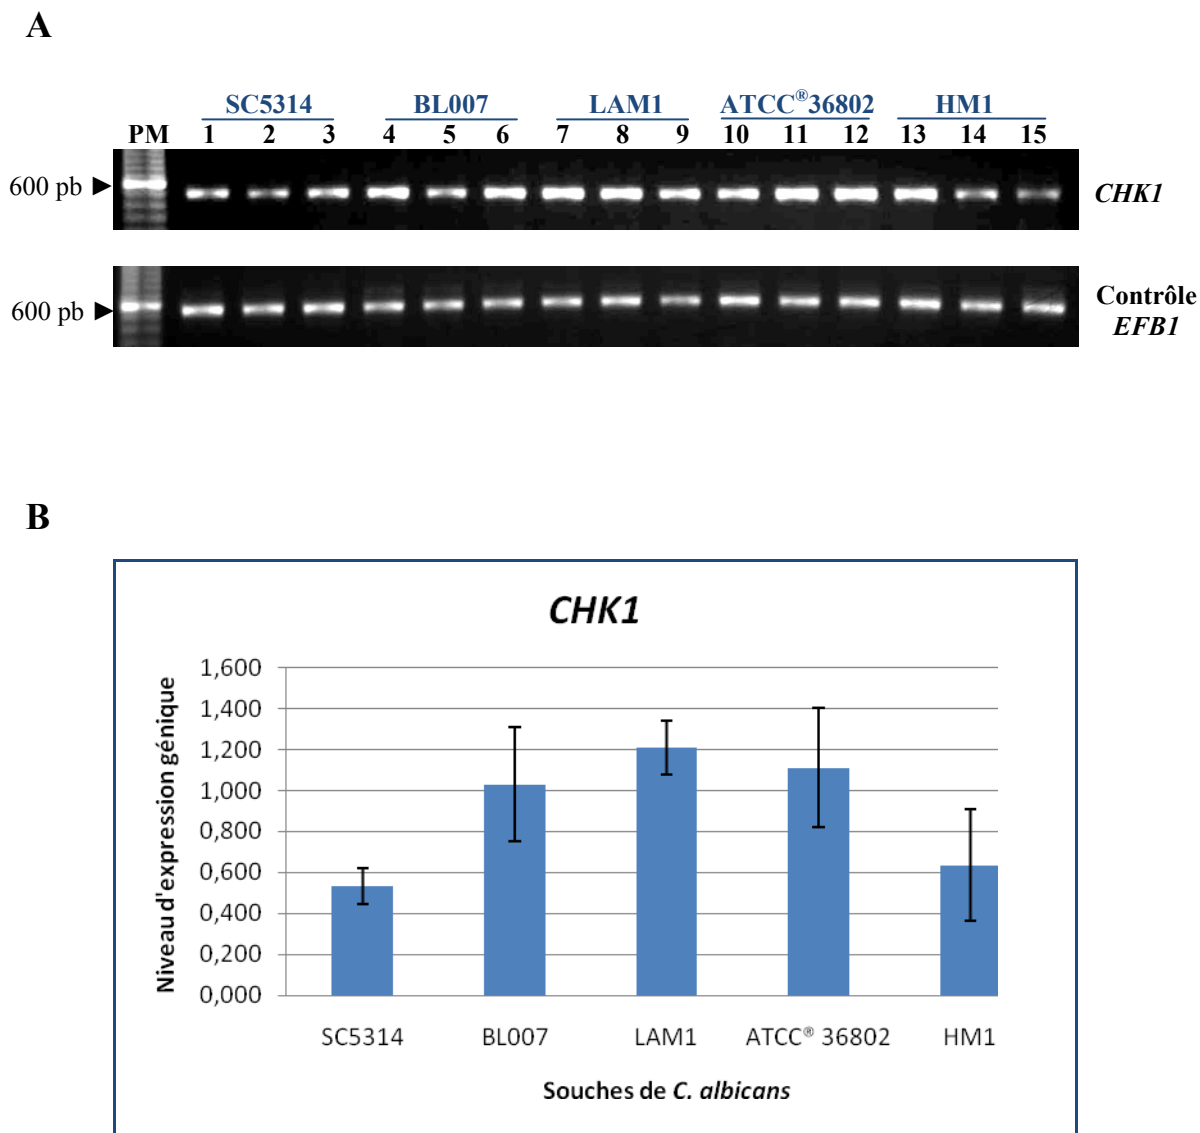 A
SC5314 BL007 LAM1 ATCC®36802 HM1
PM 1 2 3 4 5 6 7 8 9 10 11 12 13 14 15
600 pb
CHK1
600 pb
Contrôle
EFB1
B
CHK1
Niveau d'expression génique
1,600
1,400
1,200
1,000
0,800
0,600
0,400
0,200
0,000
SC5314 BL007 LAM1 ATCC® 36802 HM1
Souches de C. albicans